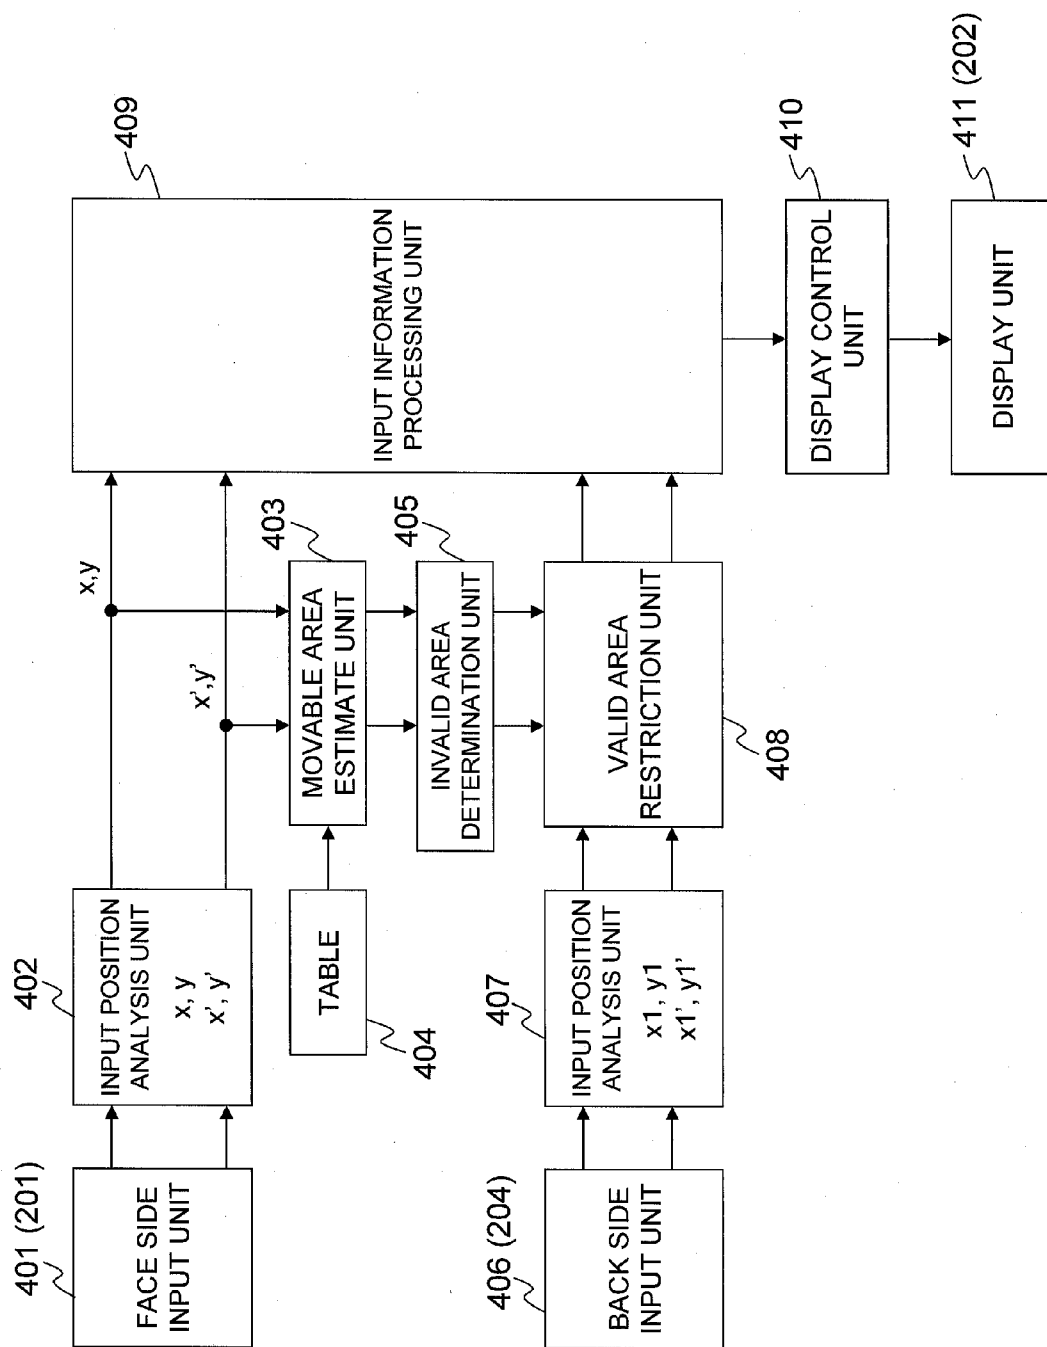 401 (201)
FACE SIDE
INPUT UNIT
402
INPUT POSITION
ANALYSIS UNIT
x, y
x', y'
x,y
x',y'
TABLE
404
MOVABLE AREA
ESTIMATE UNIT
403
INVALID AREA
DETERMINATION UNIT
405
406 (204)
BACK SIDE
INPUT UNIT
407
INPUT POSITION
ANALYSIS UNIT
x1, y1
x1', y1'
VALID AREA
RESTRICTION UNIT
408
INPUT INFORMATION
PROCESSING UNIT
409
DISPLAY CONTROL
UNIT
410
DISPLAY UNIT
411 (202)